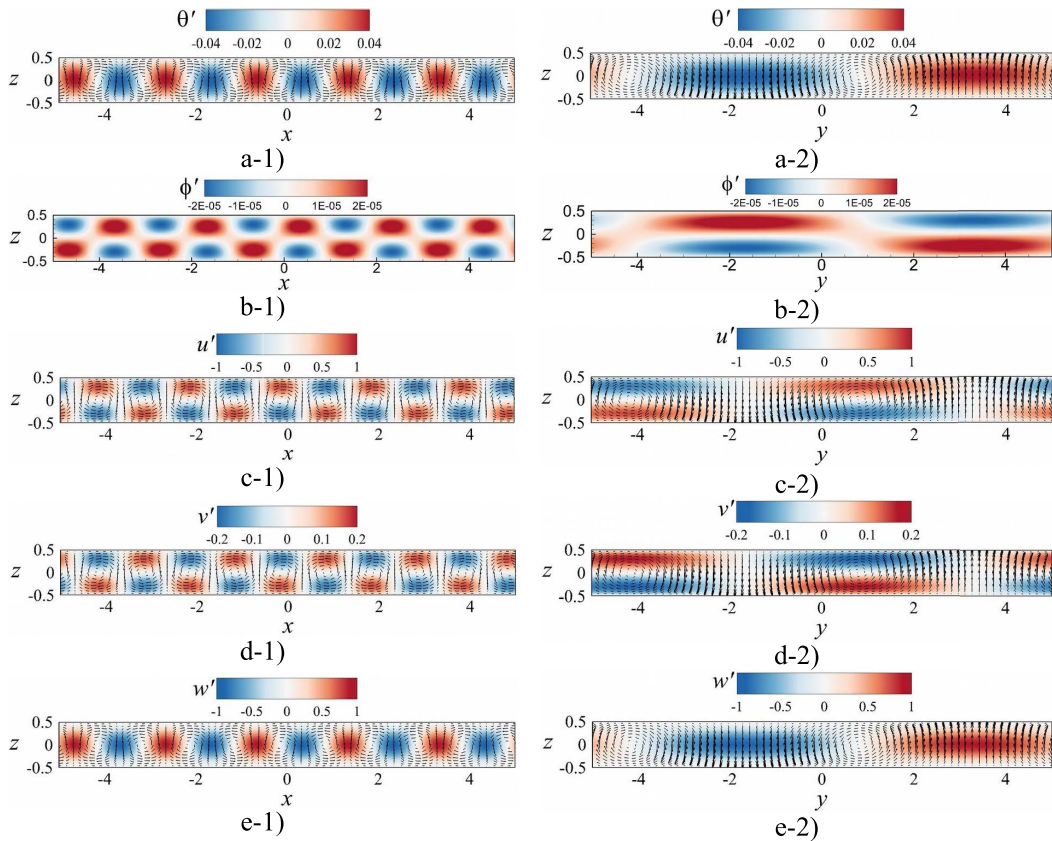 θ′
-0.04 -0.02 0 0.02 0.04
z
0.5
0
-0.5
-4 -2 0 2 4
x
a-1)
θ′
-0.04 -0.02 0 0.02 0.04
z
0.5
0
-0.5
-4 -2 0 2 4
y
a-2)
ϕ′
-2E-05 -1E-05 0 1E-05 2E-05
z
0.5
0
-0.5
-4 -2 0 2 4
x
b-1)
ϕ′
-2E-05 -1E-05 0 1E-05 2E-05
z
0.5
0
-0.5
-4 -2 0 2 4
y
b-2)
u′
-1 -0.5 0 0.5 1
z
0.5
0
-0.5
-4 -2 0 2 4
x
c-1)
u′
-1 -0.5 0 0.5 1
z
0.5
0
-0.5
-4 -2 0 2 4
y
c-2)
v′
-0.2 -0.1 0 0.1 0.2
z
0.5
0
-0.5
-4 -2 0 2 4
x
d-1)
v′
-0.2 -0.1 0 0.1 0.2
z
0.5
0
-0.5
-4 -2 0 2 4
y
d-2)
w′
-1 -0.5 0 0.5 1
z
0.5
0
-0.5
-4 -2 0 2 4
x
e-1)
w′
-1 -0.5 0 0.5 1
z
0.5
0
-0.5
-4 -2 0 2 4
y
e-2)